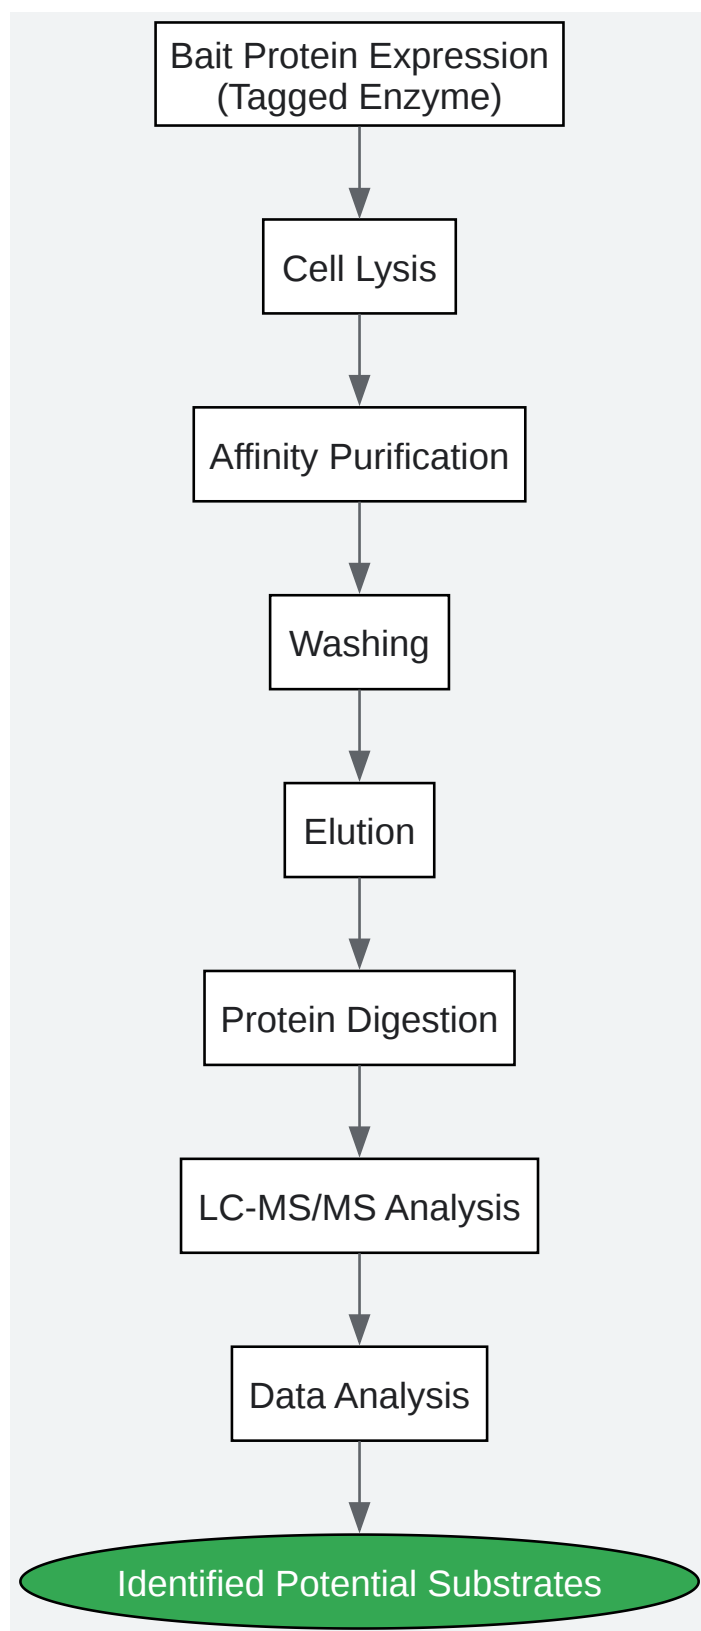 Bait Protein Expression
(Tagged Enzyme)
Cell Lysis
Affinity Purification
Washing
Elution
Protein Digestion
LC-MS/MS Analysis
Data Analysis
Identified Potential Substrates